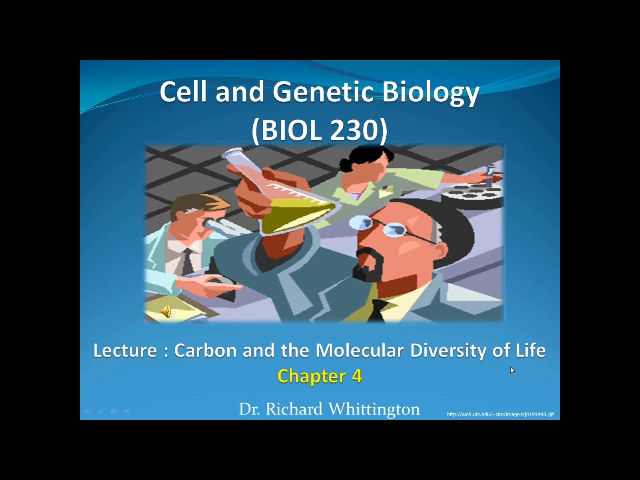 Cell and Genetic Biology
(BIOL 230)
Lecture : Carbon and the Molecular Diversity of Life
Chapter 4
Dr. Richard Whittington